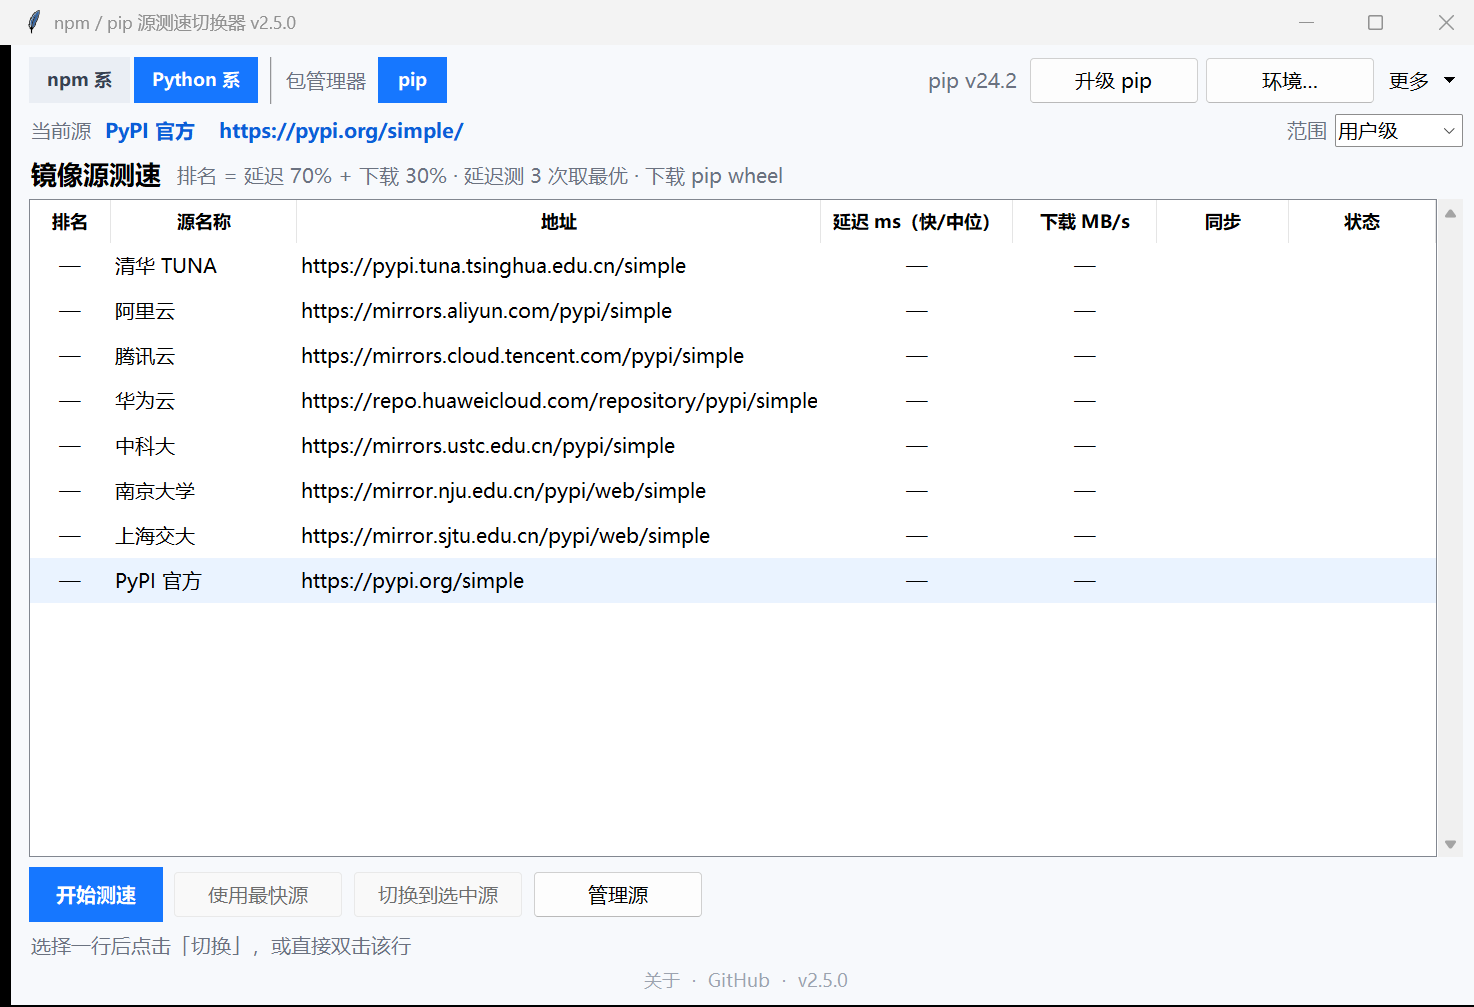 npm / pip 源测速切换器 v2.5.0
npm 系 Python 系 包管理器 pip pip v24.2 升级 pip 环境... 更多
当前源 PyPI 官方 https://pypi.org/simple/ 范围 用户级
镜像源测速 排名 = 延迟 70% + 下载 30% · 延迟测 3 次取最优 · 下载 pip wheel
排名 源名称 地址 延迟 ms（快/中位） 下载 MB/s 同步 状态
— 清华 TUNA https://pypi.tuna.tsinghua.edu.cn/simple — —
— 阿里云 https://mirrors.aliyun.com/pypi/simple — —
— 腾讯云 https://mirrors.cloud.tencent.com/pypi/simple — —
— 华为云 https://repo.huaweicloud.com/repository/pypi/simple — —
— 中科大 https://mirrors.ustc.edu.cn/pypi/simple — —
— 南京大学 https://mirror.nju.edu.cn/pypi/web/simple — —
— 上海交大 https://mirror.sjtu.edu.cn/pypi/web/simple — —
— PyPI 官方 https://pypi.org/simple — —
开始测速 使用最快源 切换到选中源 管理源
选择一行后点击「切换」，或直接双击该行
关于 · GitHub · v2.5.0